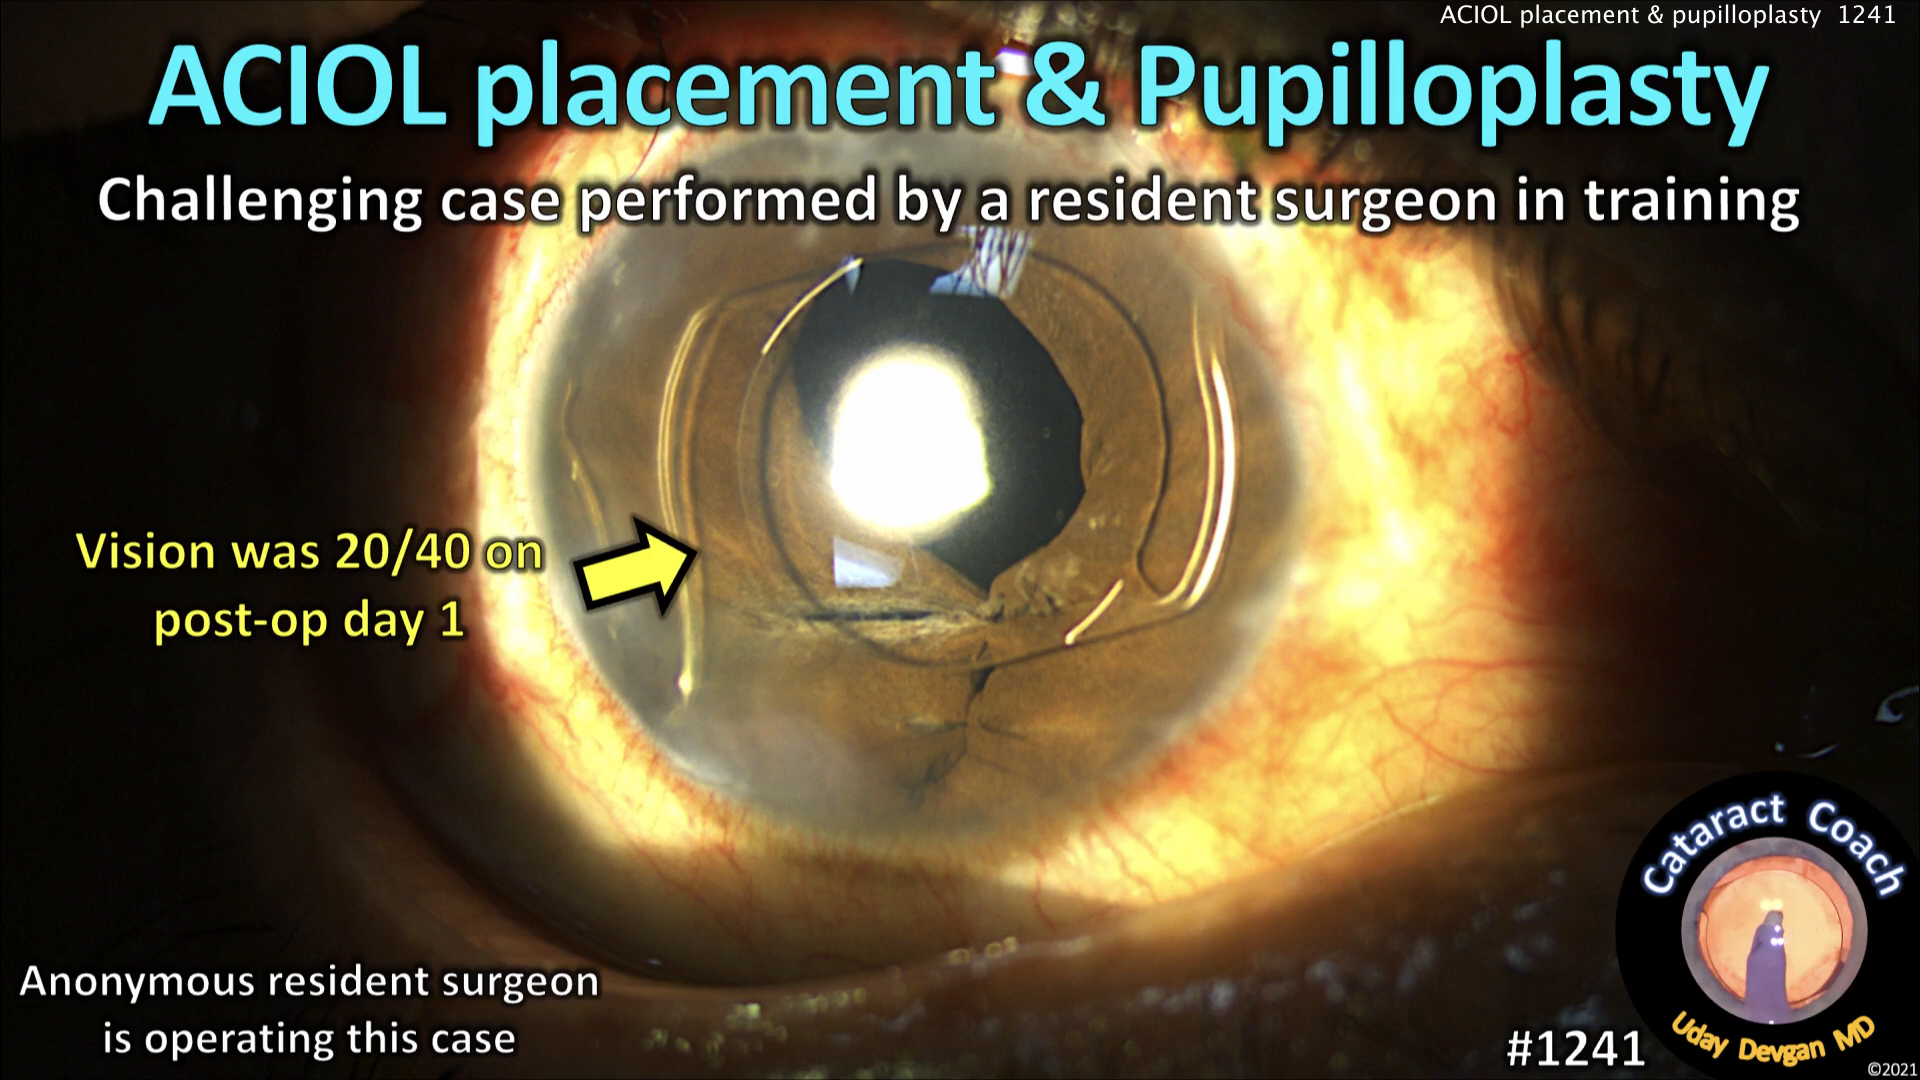 ACIOL placement & pupilloplasty 1241
ACIOL placement & Pupilloplasty
Challenging case performed by a resident surgeon in training
Vision was 20/40 on
post-op day 1
Anonymous resident surgeon
is operating this case
#1241
Cataract Coach
Uday Devgan MD
©2021